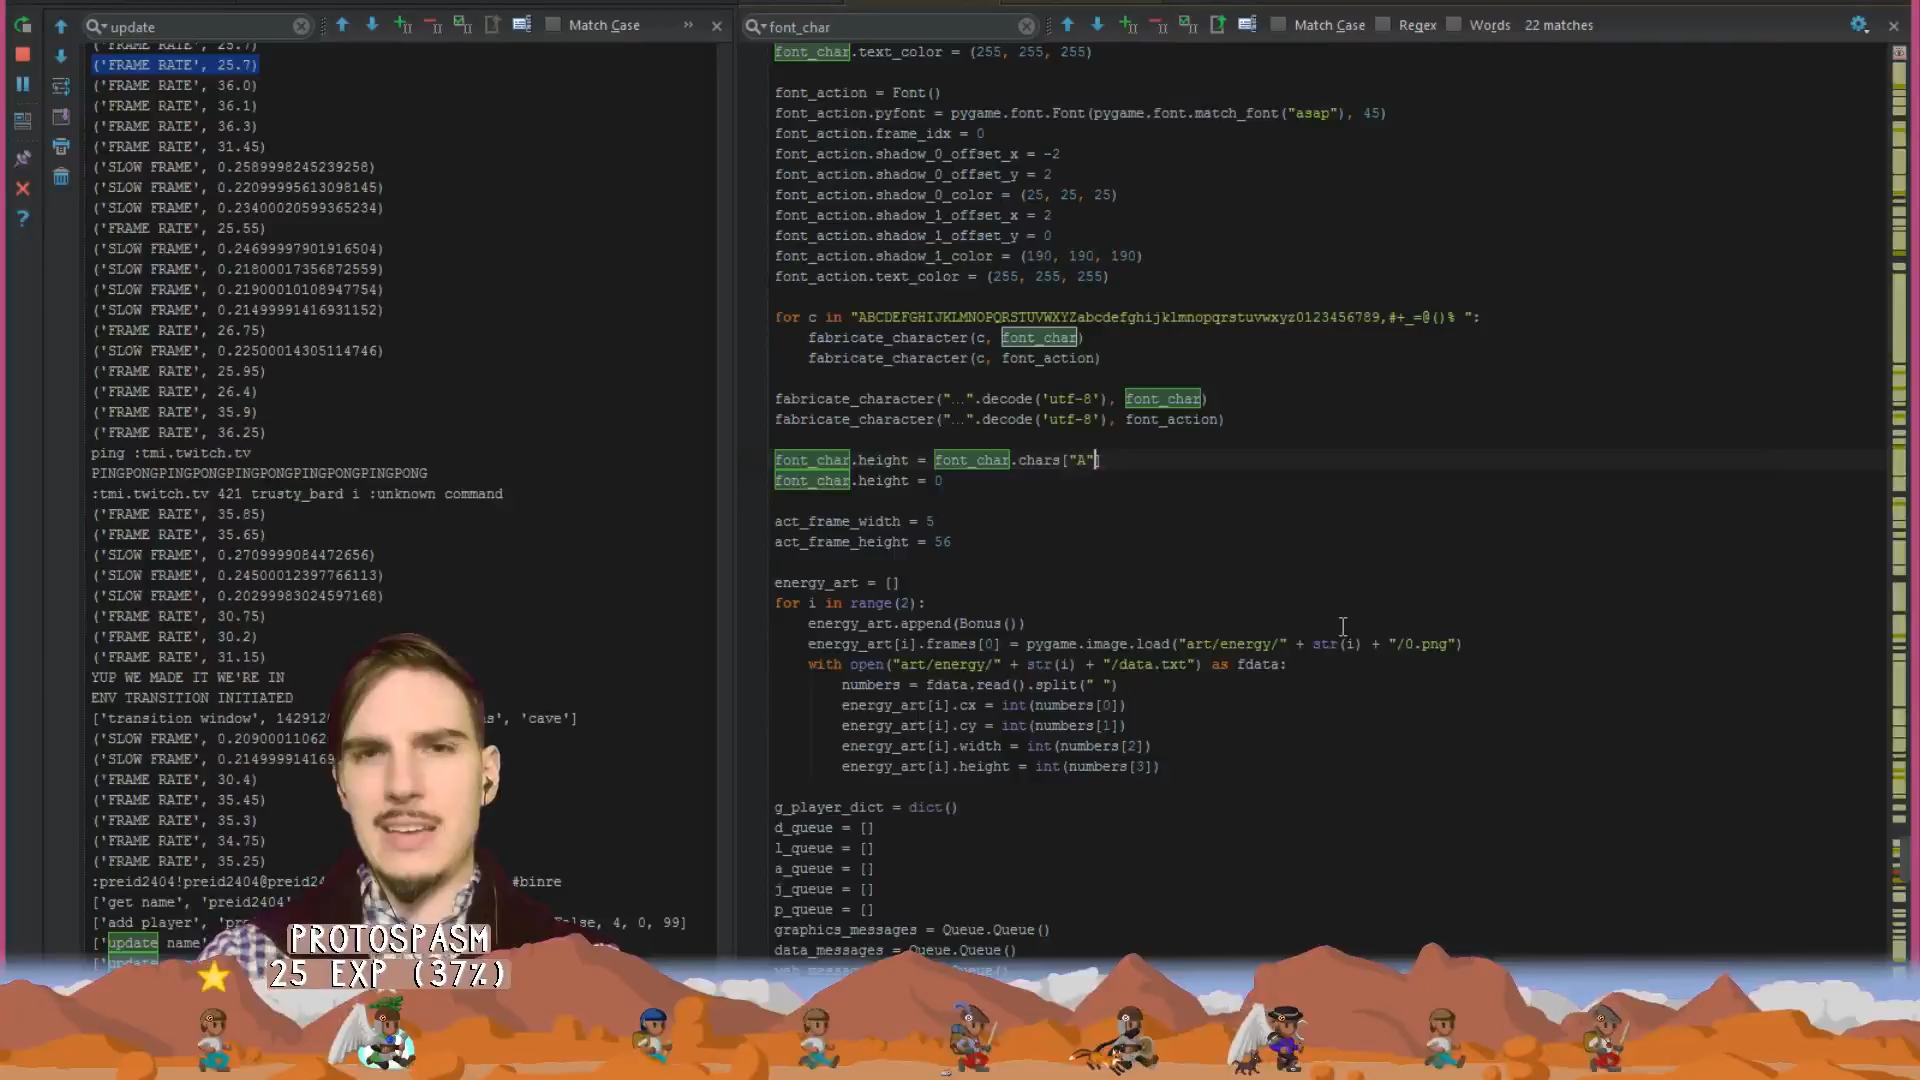 update
Match Case
»
('FRAME RATE', 25.7)
('FRAME RATE', 25.7)
('FRAME RATE', 36.0)
('FRAME RATE', 36.1)
('FRAME RATE', 36.3)
('FRAME RATE', 31.45)
('SLOW FRAME', 0.2589998245239258)
('SLOW FRAME', 0.22099995613098145)
('SLOW FRAME', 0.23400020599365234)
('FRAME RATE', 25.55)
('SLOW FRAME', 0.24699997901916504)
('SLOW FRAME', 0.21800017356872559)
('SLOW FRAME', 0.21900010108947754)
('SLOW FRAME', 0.21499991416931152)
('FRAME RATE', 26.75)
('SLOW FRAME', 0.22500014305114746)
('FRAME RATE', 25.95)
('FRAME RATE', 26.4)
('FRAME RATE', 35.9)
('FRAME RATE', 36.25)
ping :tmi.twitch.tv
PINGPONGPINGPONGPINGPONGPINGPONGPINGPONG
:tmi.twitch.tv 421 trusty_bard i :unknown command
('FRAME RATE', 35.85)
('FRAME RATE', 35.65)
('SLOW FRAME', 0.2709999084472656)
('SLOW FRAME', 0.24500012397766113)
('SLOW FRAME', 0.20299983024597168)
('FRAME RATE', 30.75)
('FRAME RATE', 30.2)
('FRAME RATE', 31.15)
YUP WE MADE IT WE'RE IN
ENV TRANSITION INITIATED
['transition window', 142912 s', 'cave']
('SLOW FRAME', 0.20900011062
('SLOW FRAME', 0.214999914169
('FRAME RATE', 30.4)
('FRAME RATE', 35.45)
('FRAME RATE', 35.3)
('FRAME RATE', 34.75)
('FRAME RATE', 35.25)
:preid2404!preid2404@preid24 #binre
['get name', 'preid2404'
['add player', 'pre alse, 4, 0, 99]
['update name'
['update
PROTOSPASM
25 EXP (37%)
font_char
Match Case
Regex
Words
22 matches
font_char.text_color = (255, 255, 255)
font_action = Font()
font_action.pyfont = pygame.font.Font(pygame.font.match_font("asap"), 45)
font_action.frame_idx = 0
font_action.shadow_0_offset_x = -2
font_action.shadow_0_offset_y = 2
font_action.shadow_0_color = (25, 25, 25)
font_action.shadow_1_offset_x = 2
font_action.shadow_1_offset_y = 0
font_action.shadow_1_color = (190, 190, 190)
font_action.text_color = (255, 255, 255)
for c in "ABCDEFGHIJKLMNOPQRSTUVWXYZabcdefghijklmnopqrstuvwxyz0123456789,#+_=@()% ":
fabricate_character(c, font_char)
fabricate_character(c, font_action)
fabricate_character("…".decode('utf-8'), font_char)
fabricate_character("…".decode('utf-8'), font_action)
font_char.height = font_char.chars["A"]
font_char.height = 0
act_frame_width = 5
act_frame_height = 56
energy_art = []
for i in range(2):
energy_art.append(Bonus())
energy_art[i].frames[0] = pygame.image.load("art/energy/" + str(i) + "/0.png")
with open("art/energy/" + str(i) + "/data.txt") as fdata:
numbers = fdata.read().split(" ")
energy_art[i].cx = int(numbers[0])
energy_art[i].cy = int(numbers[1])
energy_art[i].width = int(numbers[2])
energy_art[i].height = int(numbers[3])
g_player_dict = dict()
d_queue = []
l_queue = []
a_queue = []
j_queue = []
p_queue = []
graphics_messages = Queue.Queue()
data_messages = Queue.Queue()